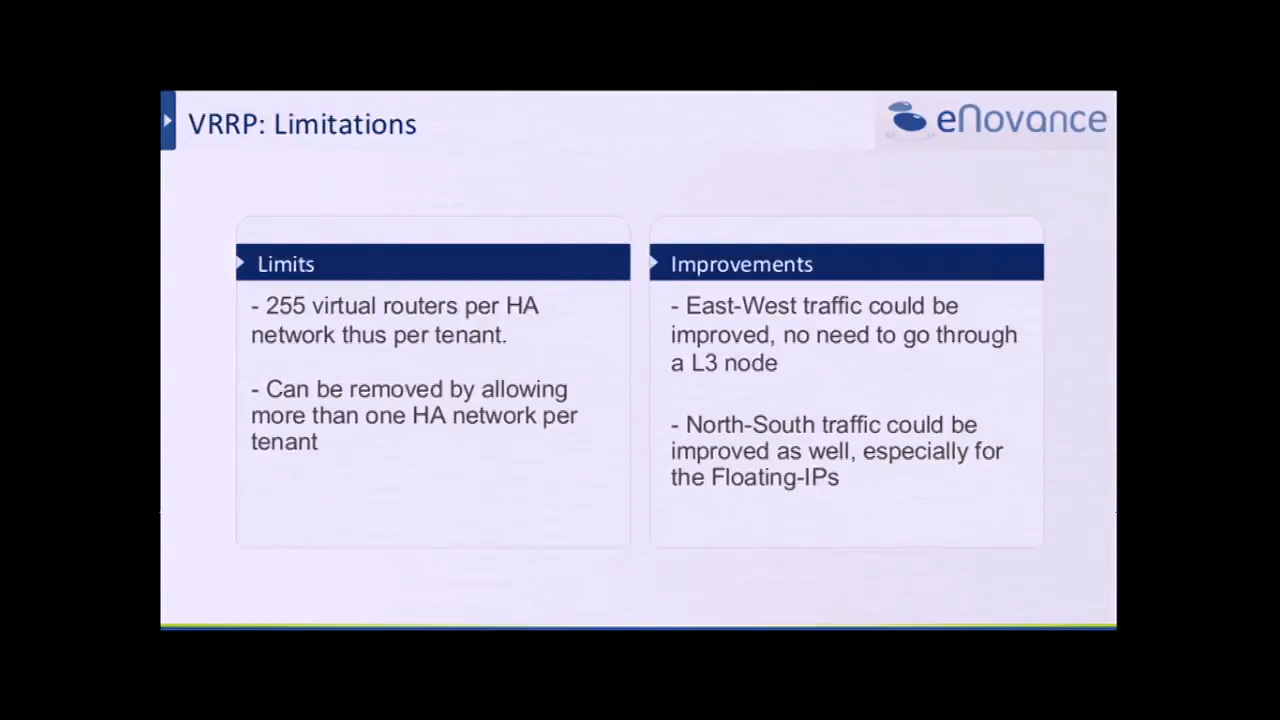 VRRP: Limitations
eNovance
Limits
- 255 virtual routers per HA
network thus per tenant.
- Can be removed by allowing
more than one HA network per
tenant
Improvements
- East-West traffic could be
improved, no need to go through
a L3 node
- North-South traffic could be
improved as well, especially for
the Floating-IPs